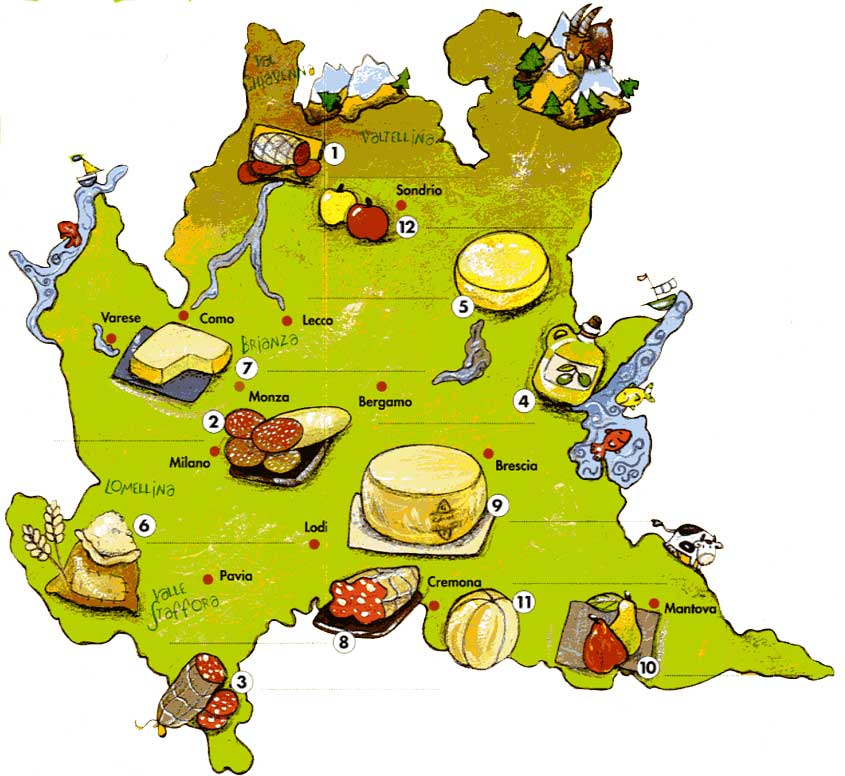 VAL
CHIAVENNA
VALTELLINA
1
Sondrio
12
5
Varese
Como
Lecco
BRIANZA
7
4
Monza
Bergamo
2
Milano
Brescia
LOMELLINA
9
6
Lodi
Pavia
Cremona
VALLE
STAFFORA
11
Mantova
8
10
3